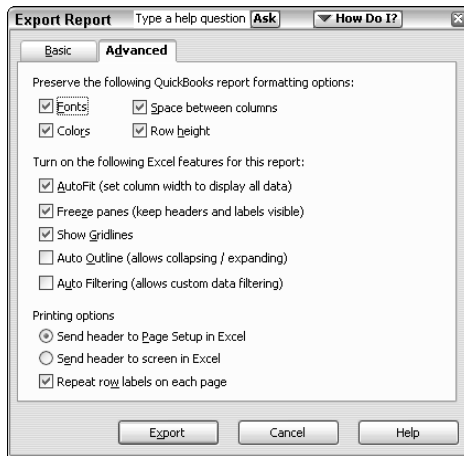 Export Report Type a help question Ask How Do I?
Basic Advanced
Preserve the following QuickBooks report formatting options:
Fonts Space between columns
Colors Row height
Turn on the following Excel features for this report:
AutoFit (set column width to display all data)
Freeze panes (keep headers and labels visible)
Show Gridlines
Auto Outline (allows collapsing / expanding)
Auto Filtering (allows custom data filtering)
Printing options
Send header to Page Setup in Excel
Send header to screen in Excel
Repeat row labels on each page
Export Cancel Help